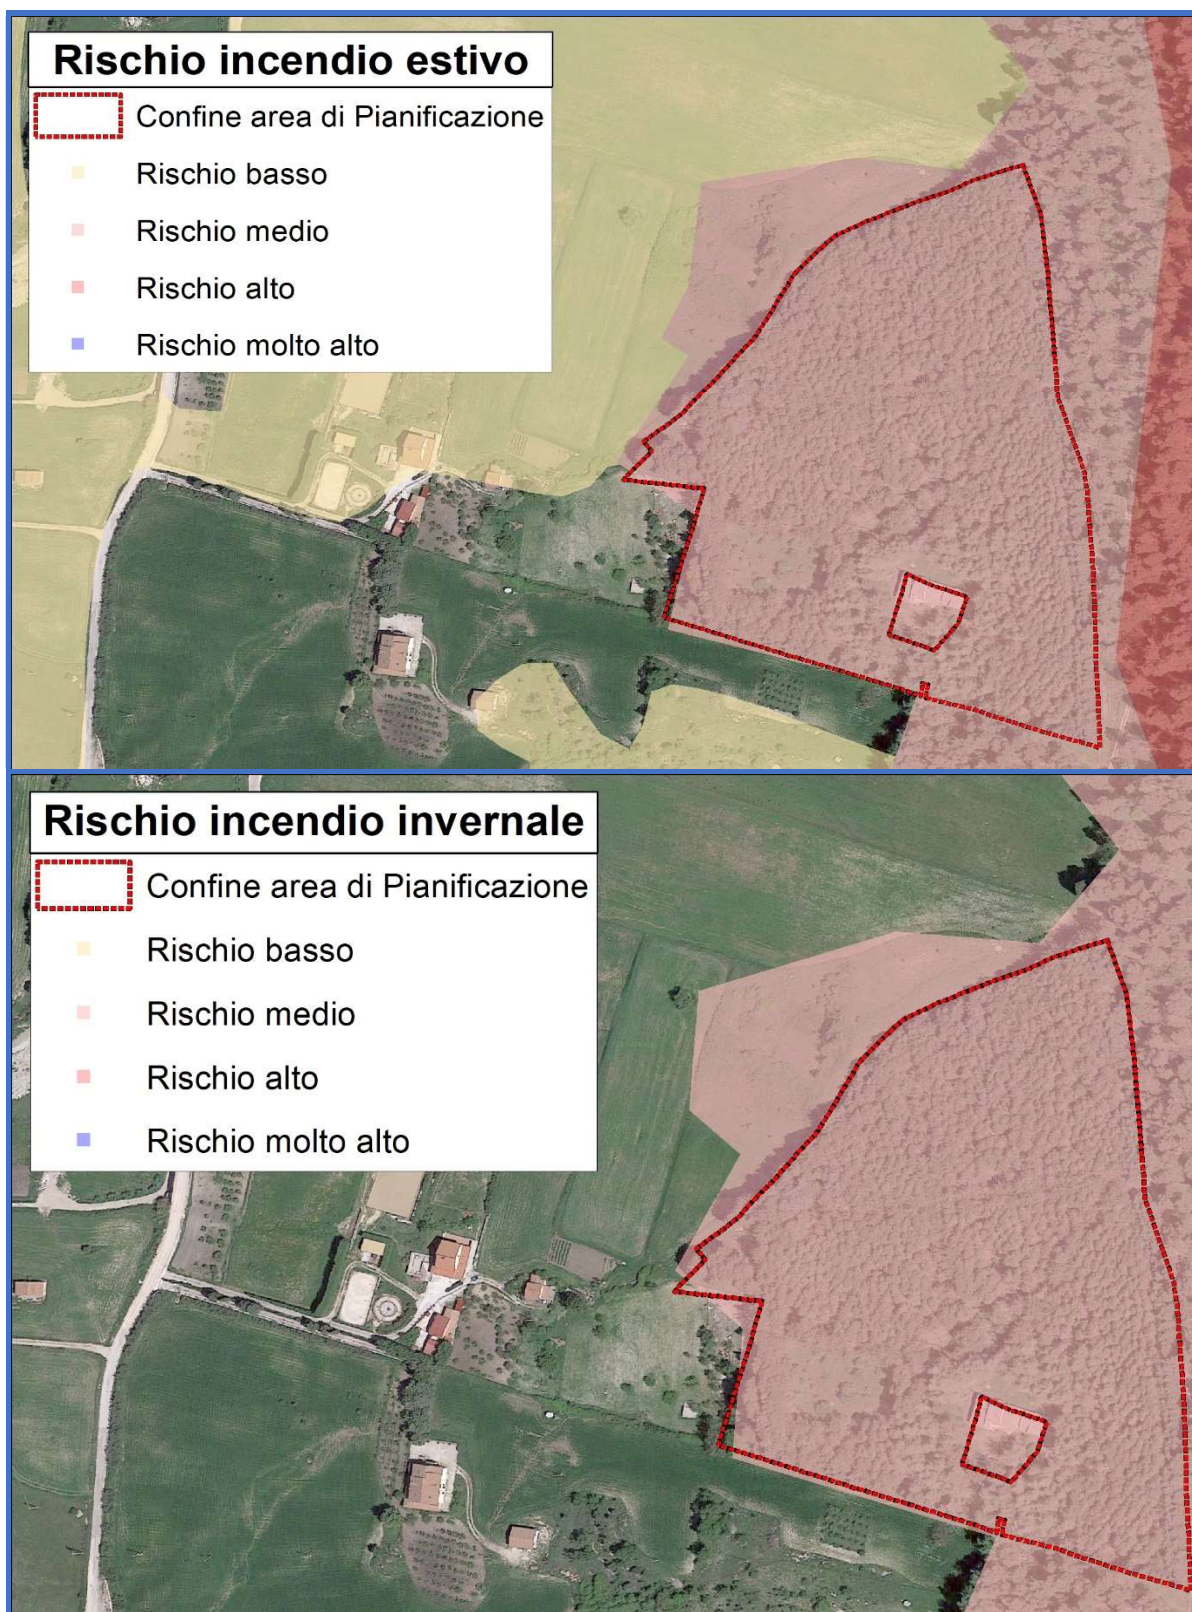 Rischio incendio estivo
Confine area di Pianificazione
Rischio basso
Rischio medio
Rischio alto
Rischio molto alto
Rischio incendio invernale
Confine area di Pianificazione
Rischio basso
Rischio medio
Rischio alto
Rischio molto alto